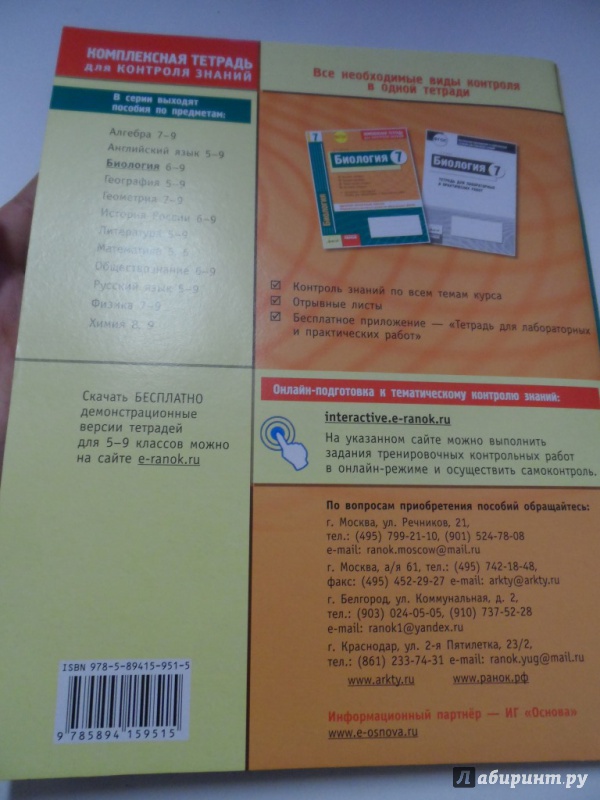 КОМПЛЕКСНАЯ ТЕТРАДЬ
для КОНТРОЛЯ ЗНАНИЙ
В серии выходят
пособия по предметам:
Алгебра 7–9
Английский язык 5–9
Биология 6–9
География 5–9
Геометрия 7–9
История России 6–9
Литература 5–9
Математика 5, 6
Обществознание 6–9
Русский язык 5–9
Физика 7–9
Химия 8, 9
Скачать БЕСПЛАТНО
демонстрационные
версии тетрадей
для 5–9 классов можно
на сайте e-ranok.ru
ISBN 978-5-89415-951-5
9 785894 159515
Все необходимые виды контроля
в одной тетради
7
Биология 7
Биология
РАНОК
Биология 7
ТЕТРАДЬ ДЛЯ ЛАБОРАТОРНЫХ
И ПРАКТИЧЕСКИХ РАБОТ
Контроль знаний по всем темам курса
Отрывные листы
Бесплатное приложение — «Тетрадь для лабораторных
и практических работ»
Онлайн-подготовка к тематическому контролю знаний:
interactive.e-ranok.ru
На указанном сайте можно выполнить
задания тренировочных контрольных работ
в онлайн-режиме и осуществить самоконтроль.
По вопросам приобретения пособий обращайтесь:
г. Москва, ул. Речников, 21,
тел.: (495) 799-21-10, (901) 524-78-08
e-mail: ranok.moscow@mail.ru
г. Москва, а/я 61, тел.: (495) 742-18-48,
факс: (495) 452-29-27 e-mail: arkty@arkty.ru
г. Белгород, ул. Коммунальная, д. 2,
тел.: (903) 024-05-05, (910) 737-52-28
e-mail: ranok1@yandex.ru
г. Краснодар, ул. 2-я Пятилетка, 23/2,
тел.: (861) 233-74-31 e-mail: ranok.yug@mail.ru
www.arkty.ru www.ранок.рф
Информационный партнёр — ИГ «Основа»
www.e-osnova.ru
Лабиринт.ру